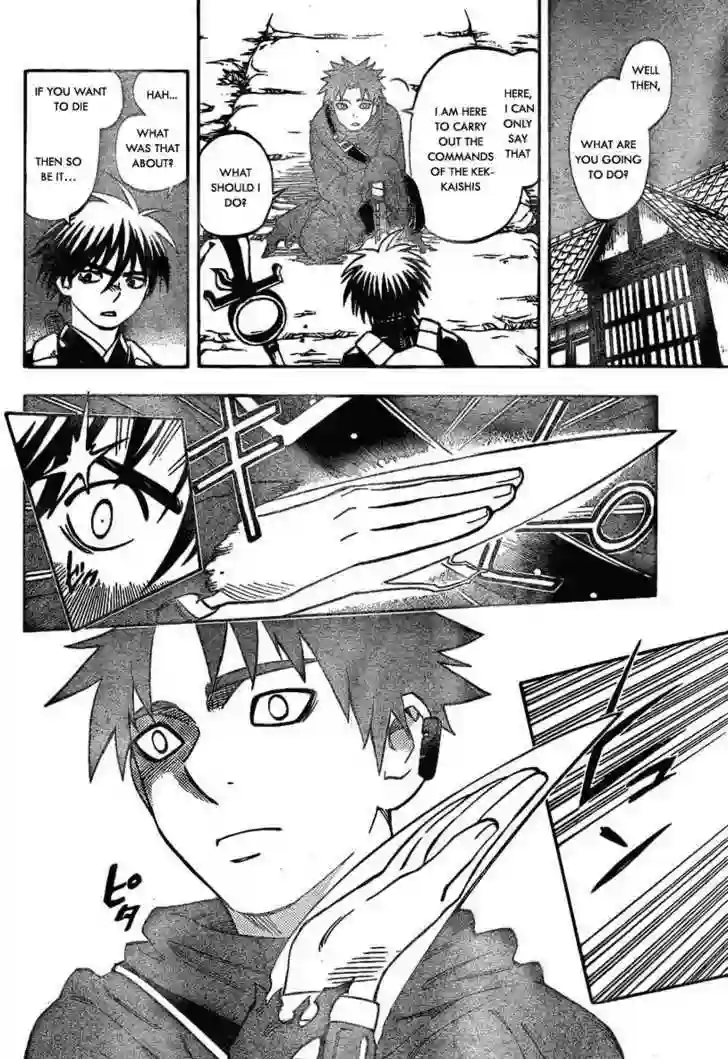 WELL
THEN,
WHAT ARE
YOU GOING
TO DO?
HERE,
I CAN
ONLY
SAY
THAT
I AM HERE
TO CARRY
OUT THE
COMMANDS
OF THE KEK-
KAISHIS
WHAT
SHOULD I
DO?
HAH...
WHAT
WAS THAT
ABOUT?
IF YOU WANT
TO DIE
THEN SO
BE IT...
ピタ